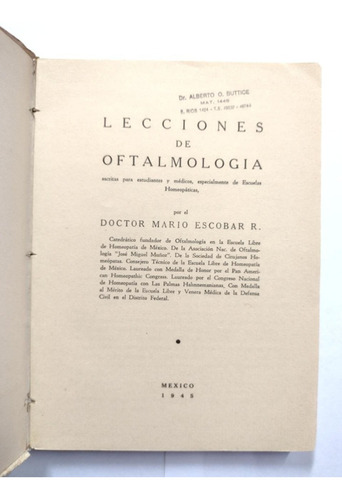 Dr. ALBERTO O. BUTTICE
LECCIONES
DE
OFTALMOLOGIA
escritas para estudiantes y médicos, especialmente de Escuelas
Homeopáticas,
por el
DOCTOR MARIO ESCOBAR R.
Catedrático fundador de Oftalmología en la Escuela Libre
de Homeopatía de México. De la Asociación Nac. de Oftalmo-
logía "José Miguel Muñoz". De la Sociedad de Cirujanos Ho-
meópatas. Consejero Técnico de la Escuela Libre de Homeopatía
de México. Laureado con Medalla de Honor por el Pan Ameri-
can Homeopathic Congress. Laureado por el Congreso Nacional
de Homeopatía con Las Palmas Hahnemanianas. Con Medalla
al Mérito de la Escuela Libre y Venera Médica de la Defensa
Civil en el Distrito Federal.
MEXICO
1945